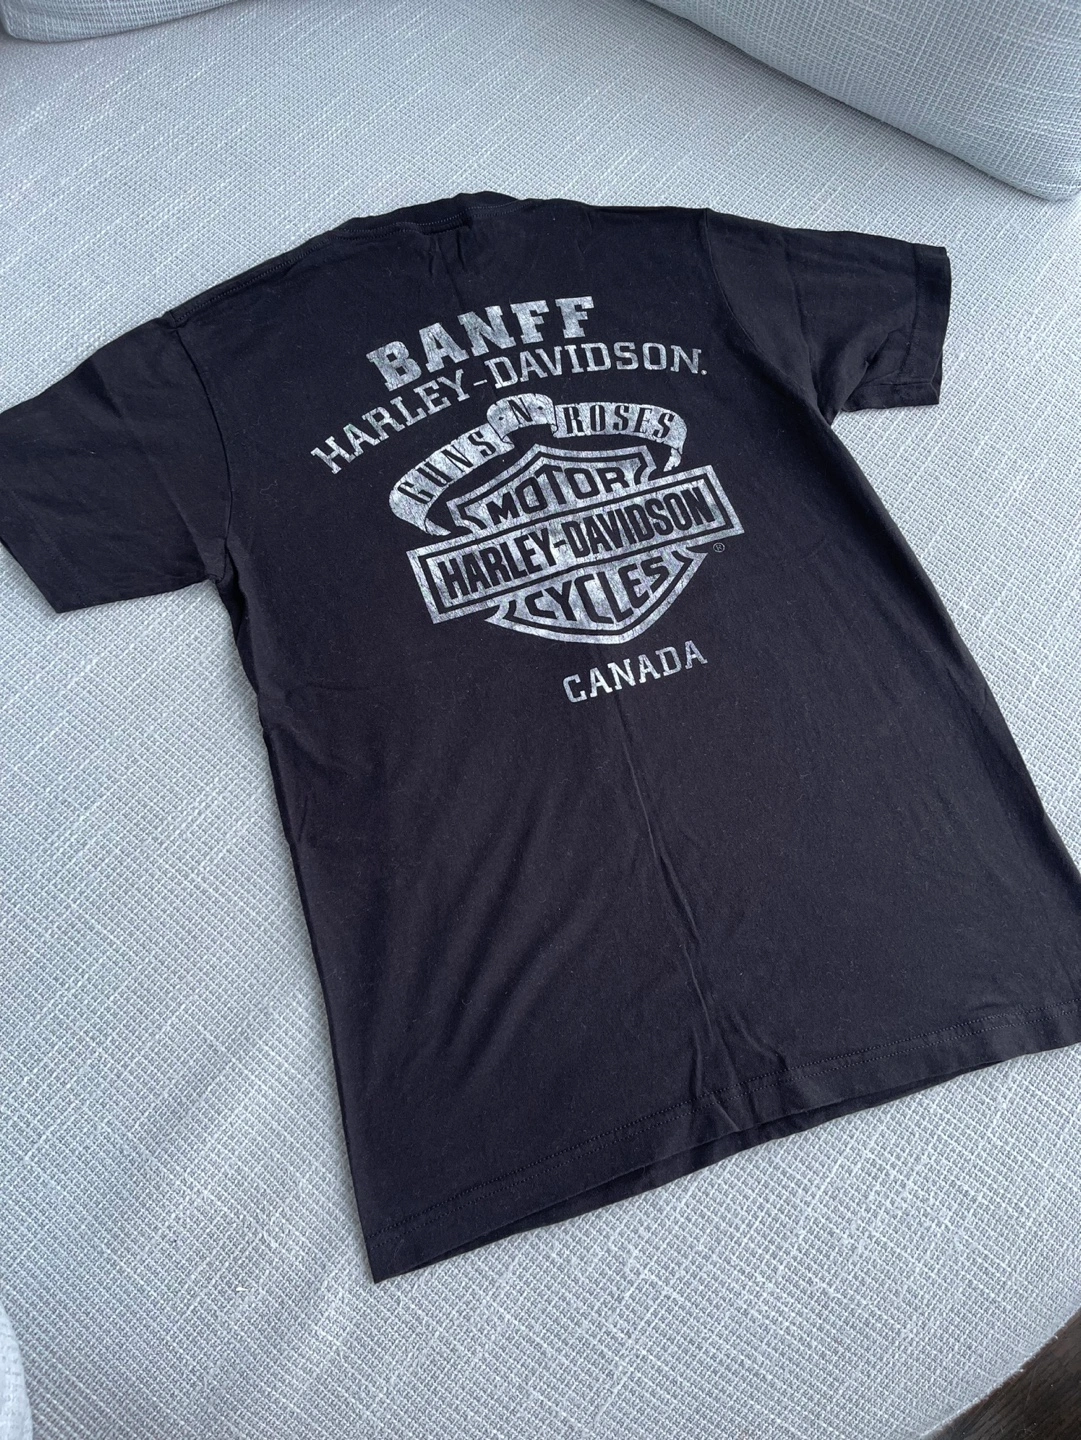 BANFF
HARLEY-DAVIDSON.
GUNS N ROSES
MOTOR
HARLEY-DAVIDSON
CYCLES
®
CANADA